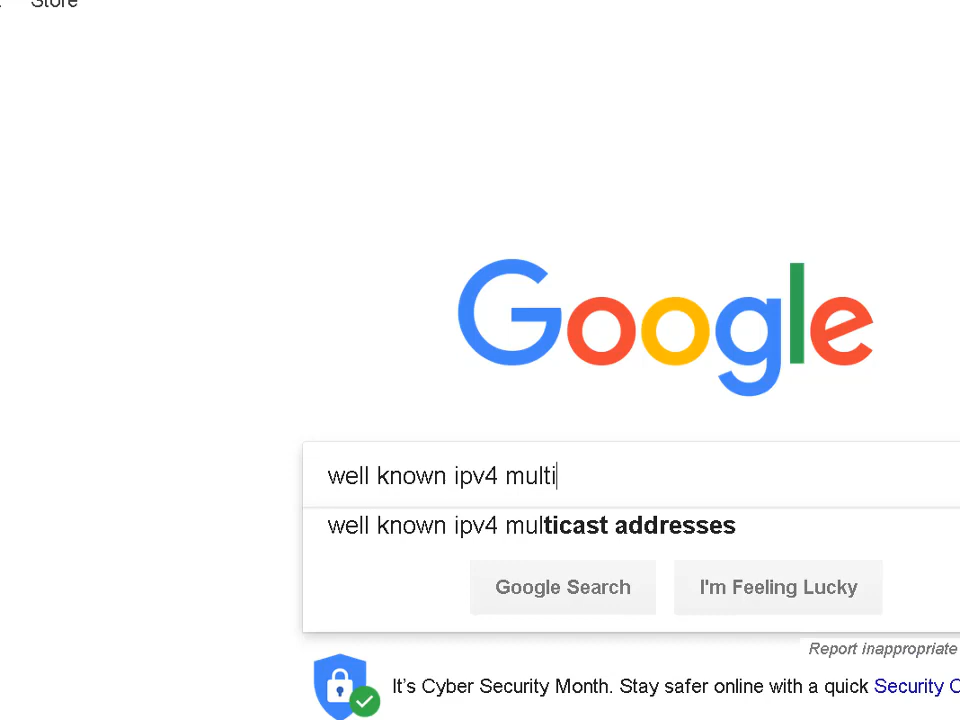 Store
Google
well known ipv4 multi
well known ipv4 multicast addresses
Google Search
I'm Feeling Lucky
Report inappropriate
It's Cyber Security Month. Stay safer online with a quick Security C